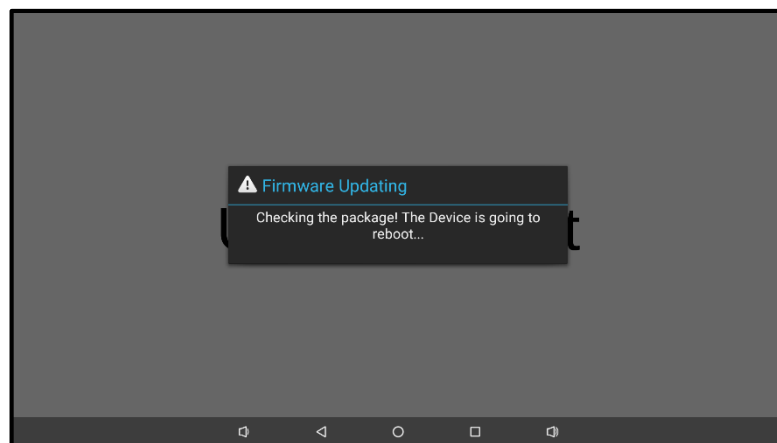 Firmware Updating
Checking the package! The Device is going to
reboot...